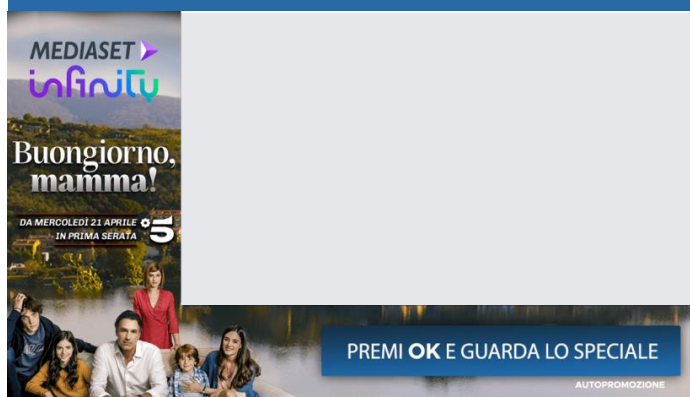 MEDIASET
infinity
Buongiorno,
mamma!
DA MERCOLEDÌ 21 APRILE
IN PRIMA SERATA
5
PREMI OK E GUARDA LO SPECIALE
AUTOPROMOZIONE